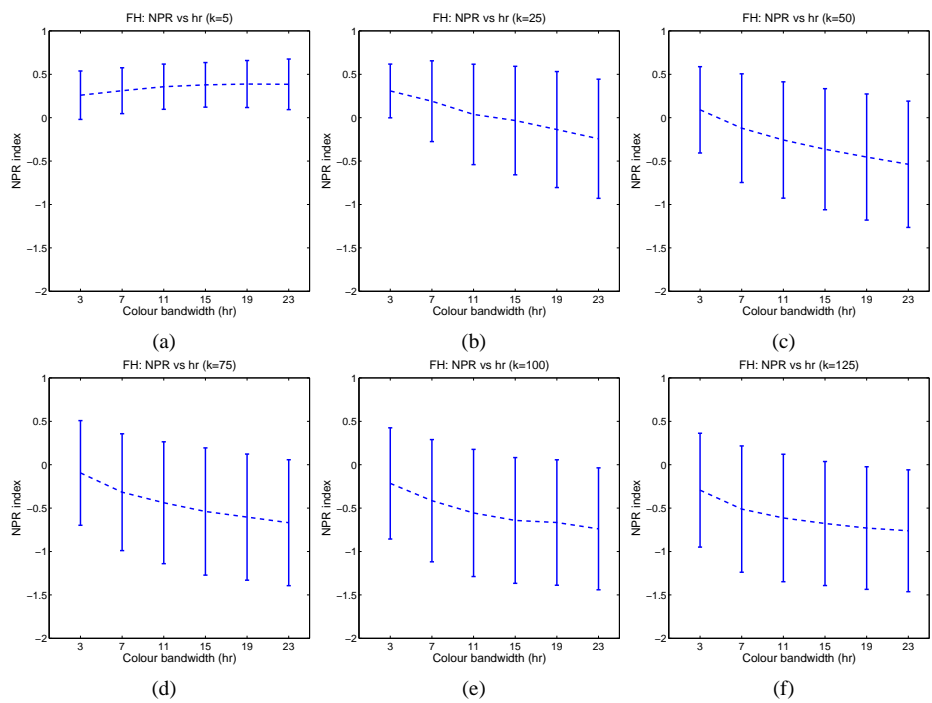 FH: NPR vs hr (k=5)
1
0.5
0
−0.5
−1
−1.5
−2
NPR index
3 7 11 15 19 23
Colour bandwidth (hr)
(a)
FH: NPR vs hr (k=25)
1
0.5
0
−0.5
−1
−1.5
−2
NPR index
3 7 11 15 19 23
Colour bandwidth (hr)
(b)
FH: NPR vs hr (k=50)
1
0.5
0
−0.5
−1
−1.5
−2
NPR index
3 7 11 15 19 23
Colour bandwidth (hr)
(c)
FH: NPR vs hr (k=75)
1
0.5
0
−0.5
−1
−1.5
−2
NPR index
3 7 11 15 19 23
Colour bandwidth (hr)
(d)
FH: NPR vs hr (k=100)
1
0.5
0
−0.5
−1
−1.5
−2
NPR index
3 7 11 15 19 23
Colour bandwidth (hr)
(e)
FH: NPR vs hr (k=125)
1
0.5
0
−0.5
−1
−1.5
−2
NPR index
3 7 11 15 19 23
Colour bandwidth (hr)
(f)